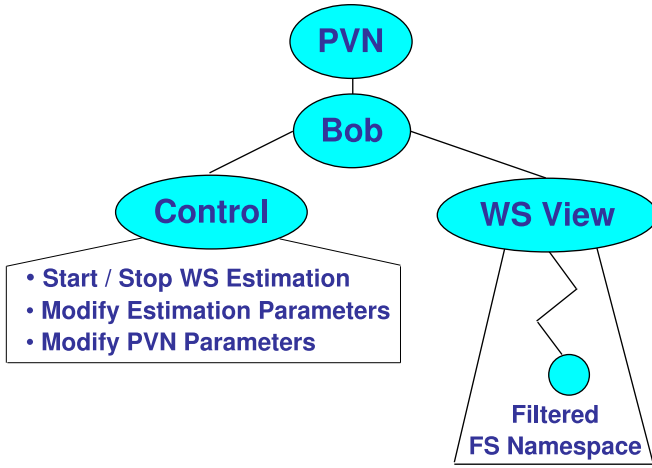 PVN
Bob
Control
WS View
• Start / Stop WS Estimation
• Modify Estimation Parameters
• Modify PVN Parameters
Filtered
FS Namespace